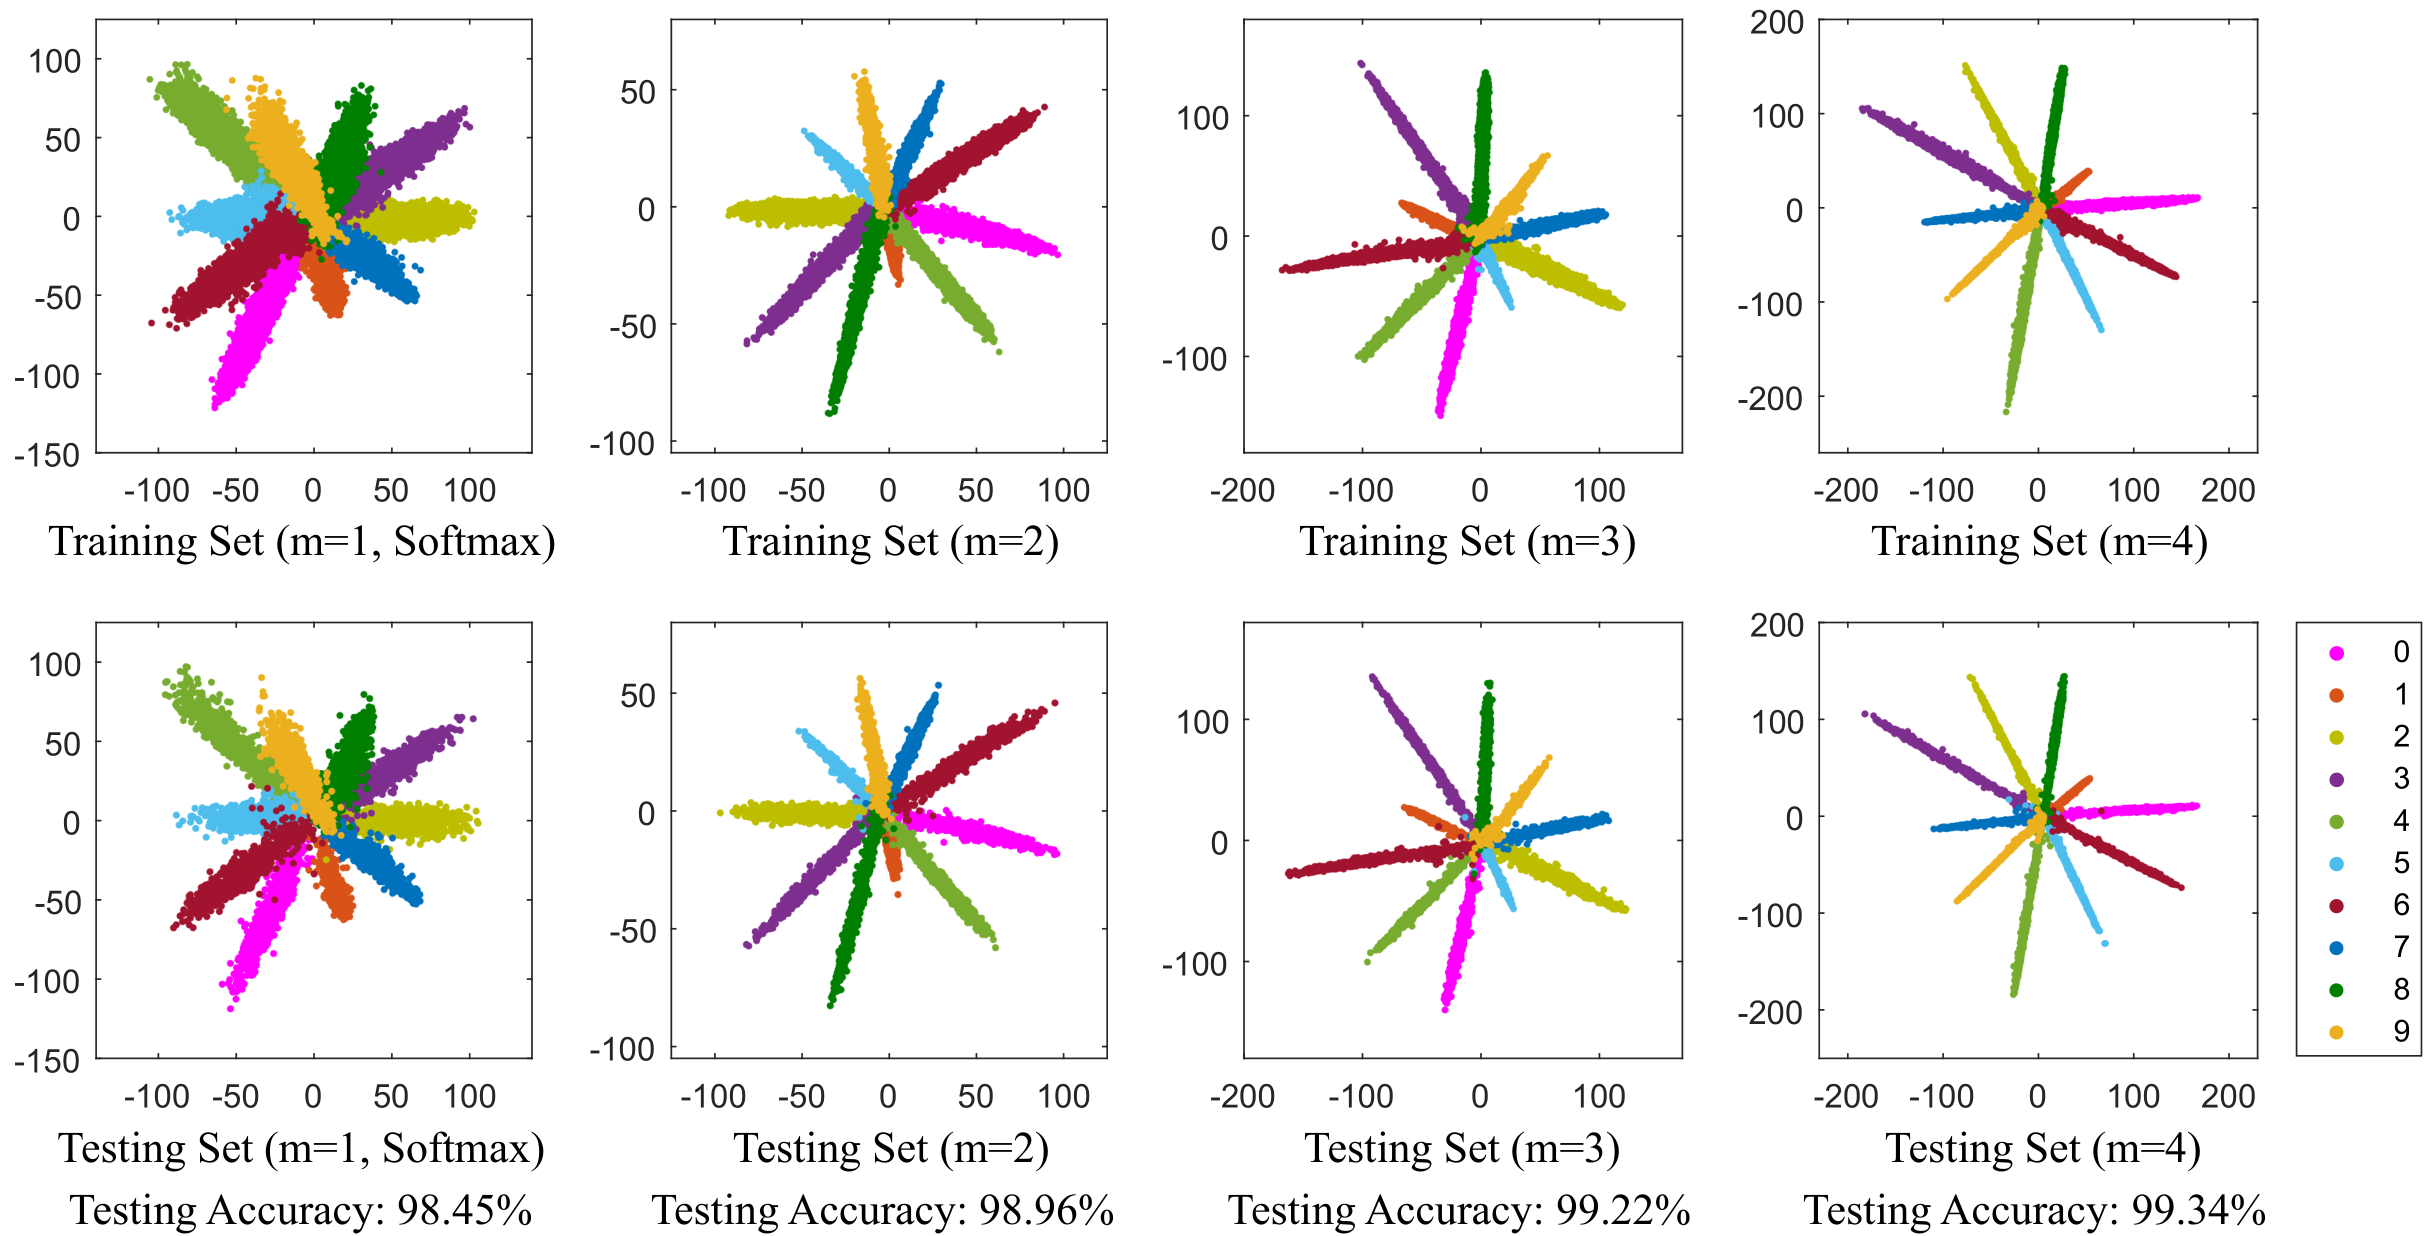 100
50
0
-50
-100
-150
-100 -50 0 50 100
Training Set (m=1, Softmax)
50
0
-50
-100
-100 -50 0 50 100
Training Set (m=2)
100
0
-100
-200 -100 0 100
Training Set (m=3)
200
100
0
-100
-200
-200 -100 0 100 200
Training Set (m=4)
100
50
0
-50
-100
-150
-100 -50 0 50 100
Testing Set (m=1, Softmax)
Testing Accuracy: 98.45%
50
0
-50
-100
-100 -50 0 50 100
Testing Set (m=2)
Testing Accuracy: 98.96%
100
0
-100
-200 -100 0 100
Testing Set (m=3)
Testing Accuracy: 99.22%
200
100
0
-100
-200
-200 -100 0 100 200
Testing Set (m=4)
Testing Accuracy: 99.34%
0
1
2
3
4
5
6
7
8
9